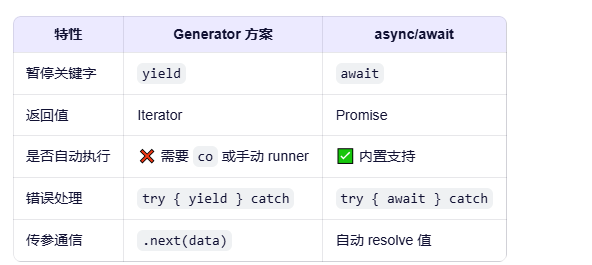 特性 Generator 方案 async/await
暂停关键字 yield await
返回值 Iterator Promise
是否自动执行 ❌ 需要 co 或手动 runner ✅ 内置支持
错误处理 try { yield } catch try { await } catch
传参通信 .next(data) 自动 resolve 值